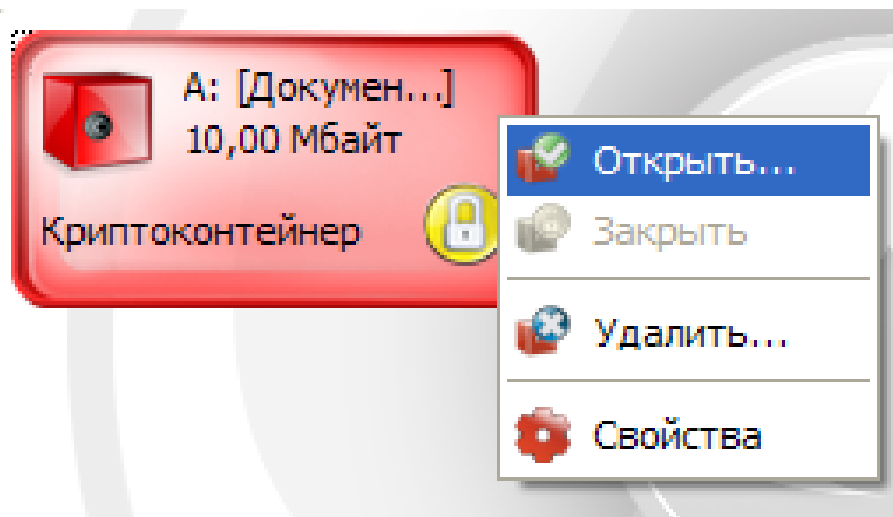 A: [Докумен...]
10,00 Мбайт
Криптоконтейнер
Открыть...
Закрыть
Удалить...
Свойства